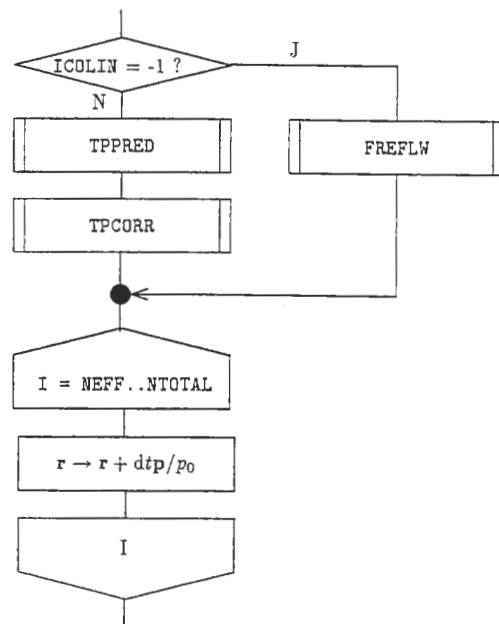 ICOLIN = -1 ?
J
N
TPPRED
FREFLW
TPCORR
I = NEFF..NTOTAL
r → r + dtp/p₀
I